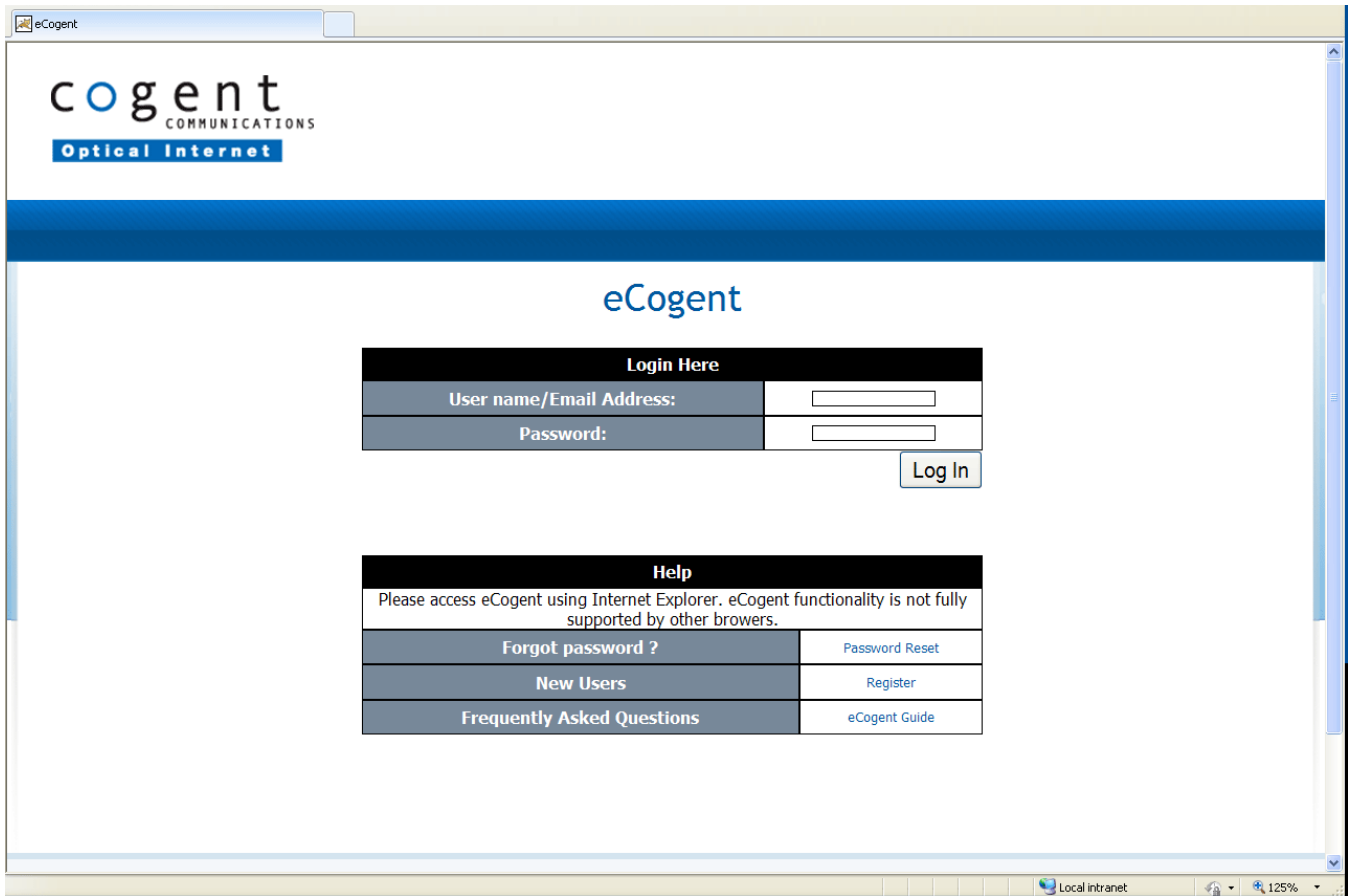 eCogent
cogent
COMMUNICATIONS
Optical Internet
eCogent
Login Here
User name/Email Address:
Password:
Log In
Help
Please access eCogent using Internet Explorer. eCogent functionality is not fully
supported by other browers.
Forgot password ? Password Reset
New Users Register
Frequently Asked Questions eCogent Guide
Local intranet 125%